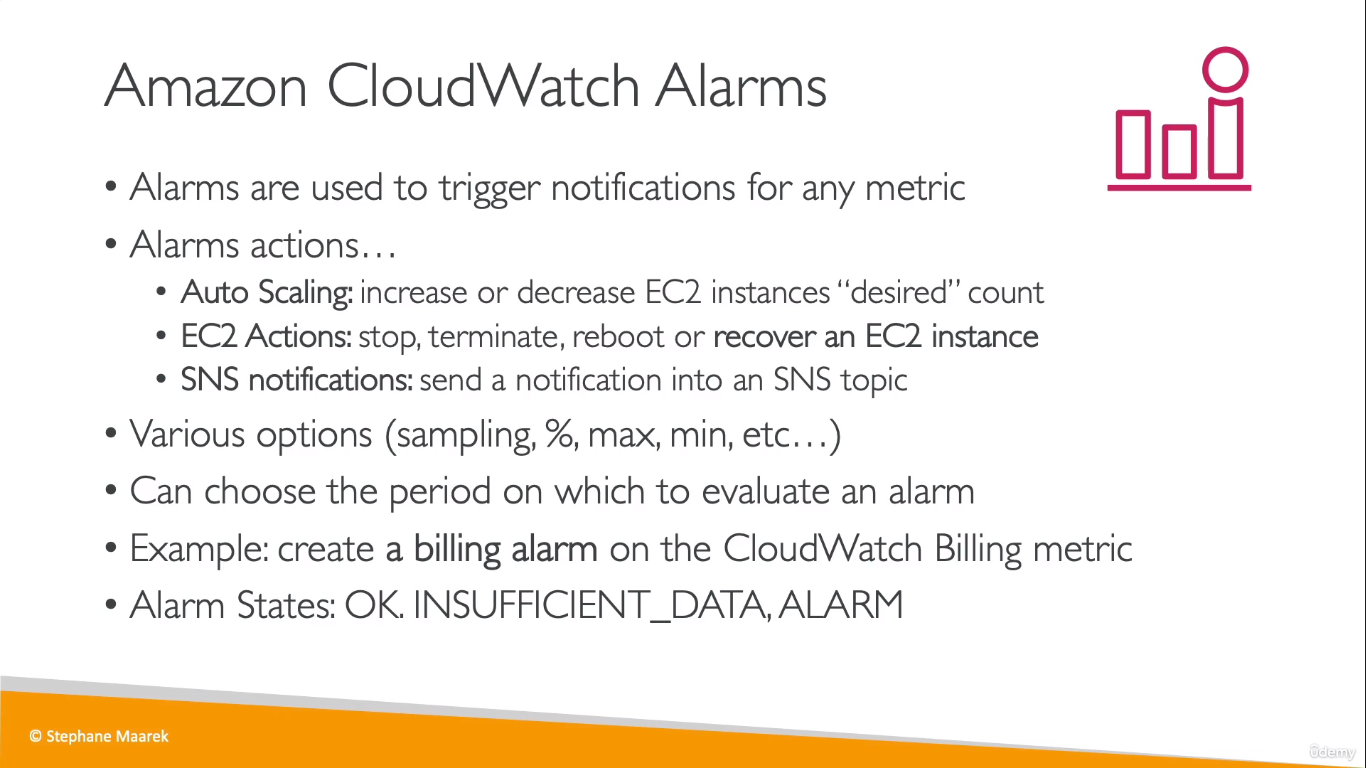 Amazon CloudWatch Alarms
• Alarms are used to trigger notifications for any metric
• Alarms actions…
• Auto Scaling: increase or decrease EC2 instances “desired” count
• EC2 Actions: stop, terminate, reboot or recover an EC2 instance
• SNS notifications: send a notification into an SNS topic
• Various options (sampling, %, max, min, etc…)
• Can choose the period on which to evaluate an alarm
• Example: create a billing alarm on the CloudWatch Billing metric
• Alarm States: OK. INSUFFICIENT_DATA, ALARM
© Stephane Maarek
ûdemy